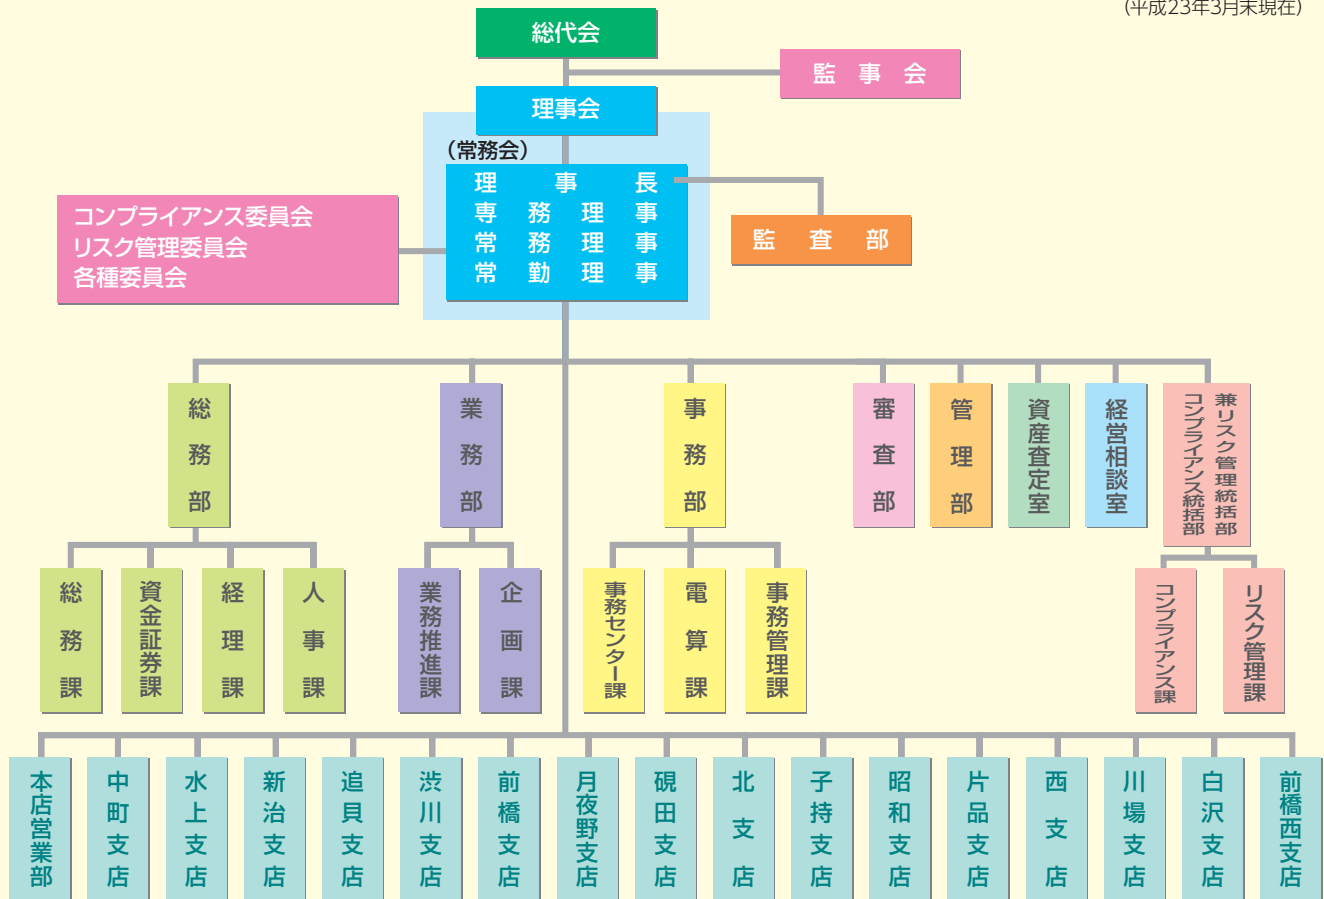 (平成23年3月末現在)
総代会
監事会
理事会
(常務会)
理事長
専務理事
常務理事
常勤理事
コンプライアンス委員会
リスク管理委員会
各種委員会
監査部
総務部
業務部
事務部
審査部
管理部
資産査定室
経営相談室
兼リスク管理統括部
コンプライアンス統括部
総務課
資金証券課
経理課
人事課
業務推進課
企画課
事務センター課
電算課
事務管理課
コンプライアンス課
リスク管理課
本店営業部
中町支店
水上支店
新治支店
追貝支店
渋川支店
前橋支店
月夜野支店
硯田支店
北支店
子持支店
昭和支店
片品支店
西支店
川場支店
白沢支店
前橋西支店